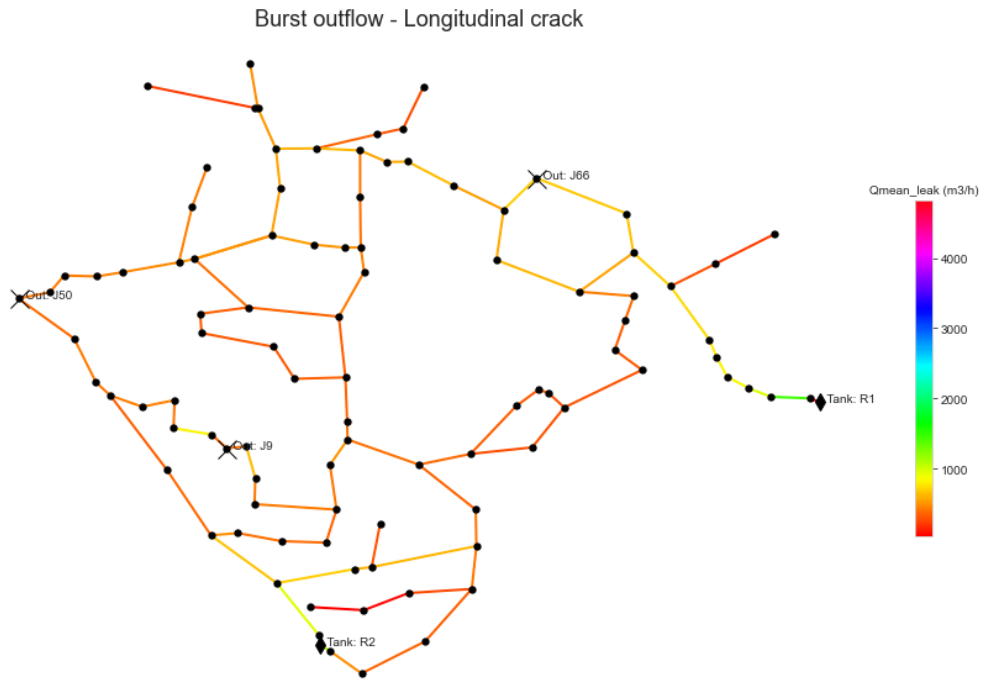 Burst outflow - Longitudinal crack
Out: J66
Qmean_leak (m3/h)
4000
Out: J50
3000
Tank: R1
2000
Out: J9
1000
Tank: R2